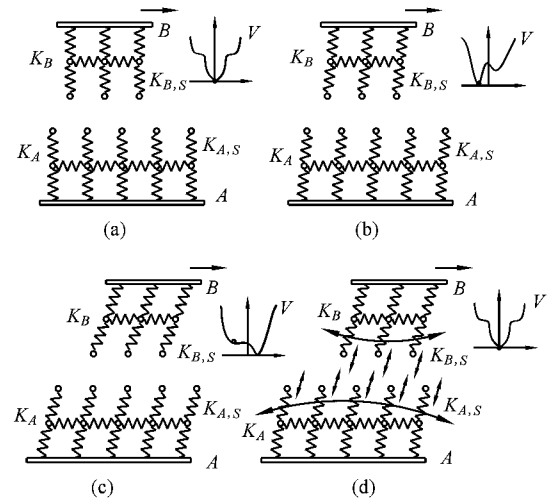 B
V
K_B
K_{B,S}
K_A
K_{A,S}
A
(a)
B
V
K_B
K_{B,S}
K_A
K_{A,S}
A
(b)
B
V
K_B
K_{B,S}
K_A
K_{A,S}
A
(c)
B
V
K_B
K_{B,S}
K_A
K_{A,S}
A
(d)